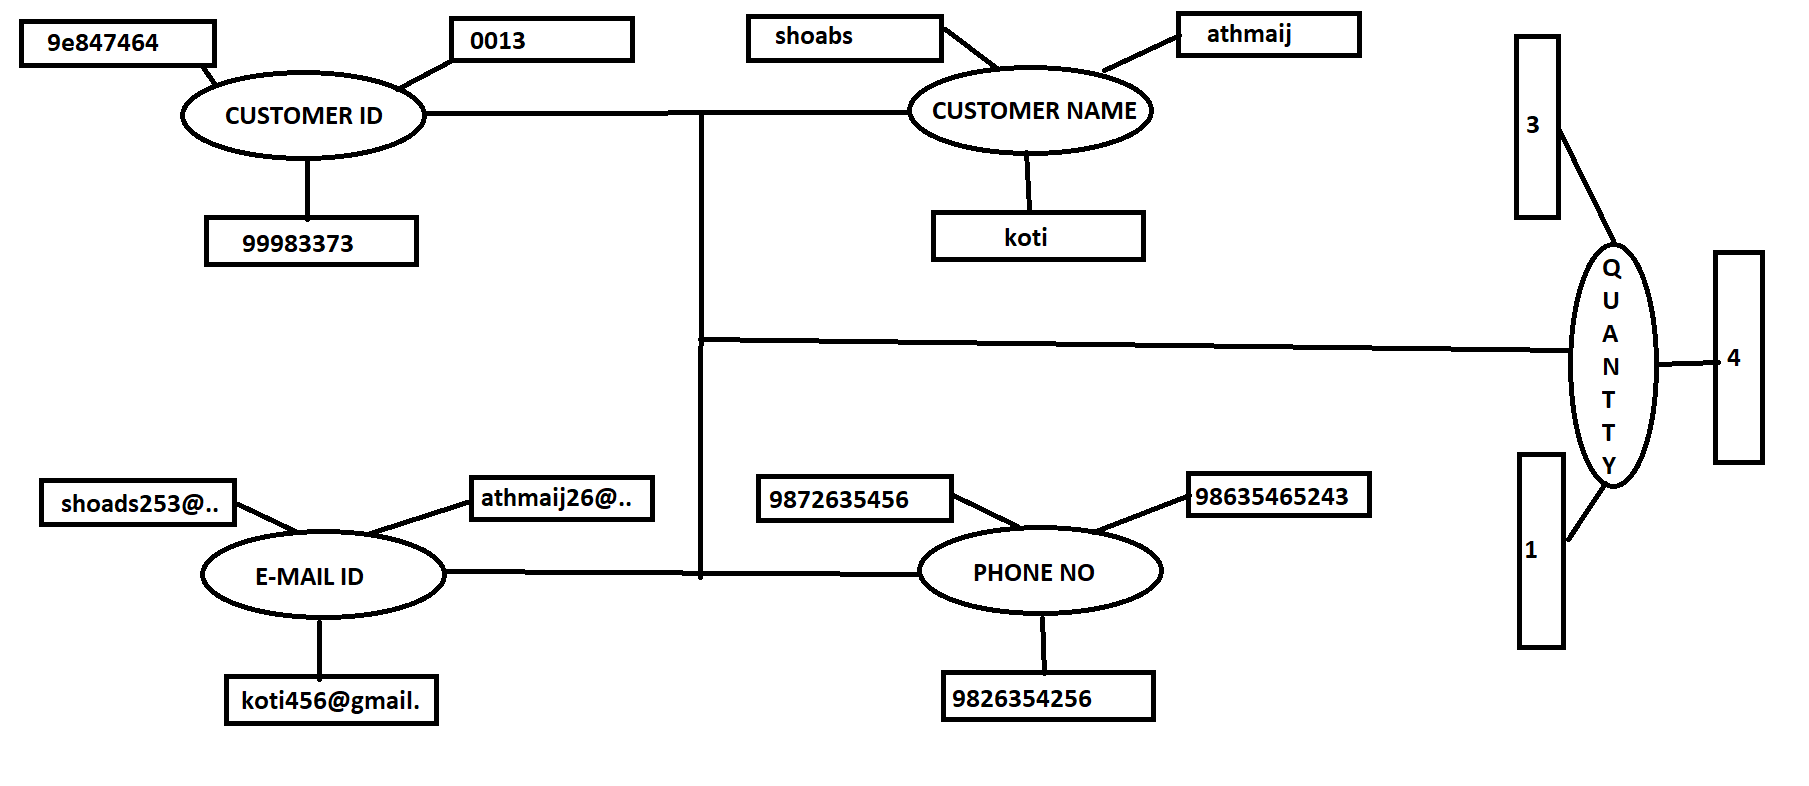 9e847464
0013
CUSTOMER ID
99983373
shoabs
athmaij
CUSTOMER NAME
koti
3
Q
U
A
N
T
T
Y
4
1
shoads253@..
athmaij26@..
E-MAIL ID
koti456@gmail.
9872635456
98635465243
PHONE NO
9826354256